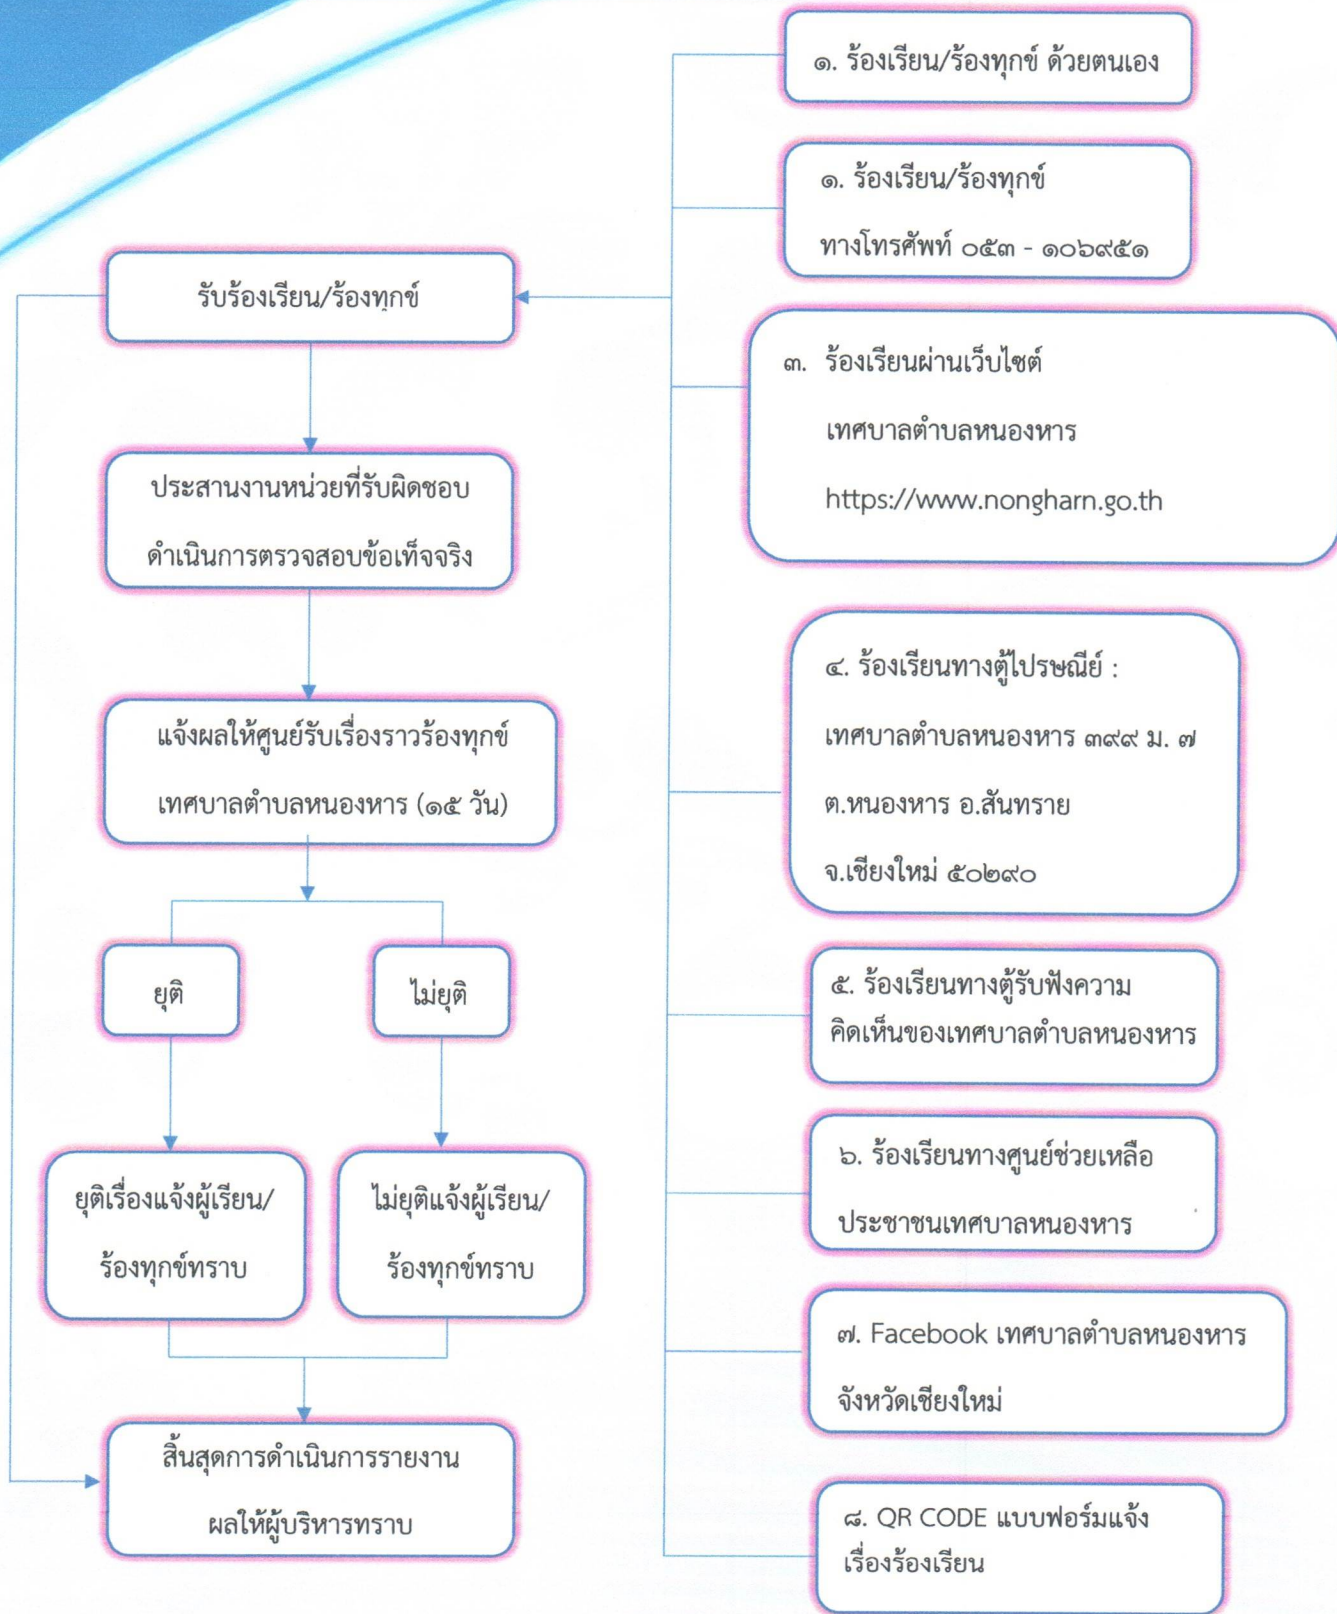 ๑. ร้องเรียน/ร้องทุกข์ ด้วยตนเอง
๑. ร้องเรียน/ร้องทุกข์
ทางโทรศัพท์ ๐๕๓ - ๑๐๖๙๕๑
๓. ร้องเรียนผ่านเว็บไซต์
เทศบาลตำบลหนองหาร
https://www.nongharn.go.th
๔. ร้องเรียนทางตู้ไปรษณีย์ :
เทศบาลตำบลหนองหาร ๓๙๙ ม. ๗
ต.หนองหาร อ.สันทราย
จ.เชียงใหม่ ๕๐๒๙๐
๕. ร้องเรียนทางตู้รับฟังความ
คิดเห็นของเทศบาลตำบลหนองหาร
๖. ร้องเรียนทางศูนย์ช่วยเหลือ
ประชาชนเทศบาลหนองหาร
๗. Facebook เทศบาลตำบลหนองหาร
จังหวัดเชียงใหม่
๘. QR CODE แบบฟอร์มแจ้ง
เรื่องร้องเรียน
รับร้องเรียน/ร้องทุกข์
ประสานงานหน่วยที่รับผิดชอบ
ดำเนินการตรวจสอบข้อเท็จจริง
แจ้งผลให้ศูนย์รับเรื่องราวร้องทุกข์
เทศบาลตำบลหนองหาร (๑๕ วัน)
ยุติ
ไม่ยุติ
ยุติเรื่องแจ้งผู้เรียน/
ร้องทุกข์ทราบ
ไม่ยุติแจ้งผู้เรียน/
ร้องทุกข์ทราบ
สิ้นสุดการดำเนินการรายงาน
ผลให้ผู้บริหารทราบ